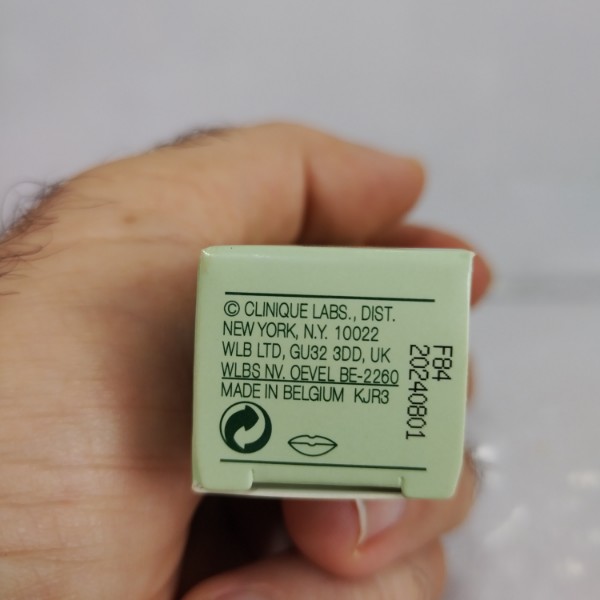 © CLINIQUE LABS., DIST.
NEW YORK, N.Y. 10022
WLB LTD, GU32 3DD, UK
WLBS NV. OEVEL BE-2260
MADE IN BELGIUM KJR3
F84
20240801